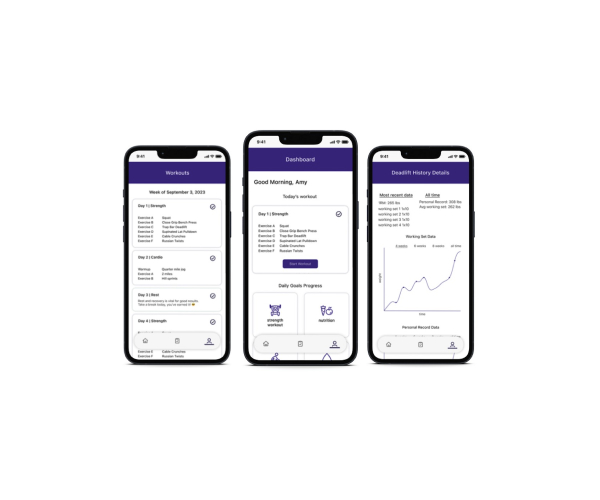 9:41
Workouts
Week of September 3, 2023
Day 1 | Strength
Exercise A Squat
Exercise B Close Grip Bench Press
Exercise C Trap Bar Deadlift
Exercise D Supinated Lat Pulldown
Exercise E Cable Crunches
Exercise F Russian Twists
Day 2 | Cardio
Warmup Quarter mile jog
Exercise A 2 miles
Exercise B Hill sprints
Day 3 | Rest
Rest and recovery is vital for good results.
Take a break today, you've earned it!
Day 4 | Strength
Exercise E Cable Crunches
Exercise F Russian Twists
9:41
Dashboard
Good Morning, Amy
Today's workout
Day 1 | Strength
Exercise A Squat
Exercise B Close Grip Bench Press
Exercise C Trap Bar Deadlift
Exercise D Supinated Lat Pulldown
Exercise E Cable Crunches
Exercise F Russian Twists
Start Workout
Daily Goals Progress
strength
workout
nutrition
9:41
Deadlift History Details
Most recent data
working set 1 1x10
working set 2 1x10
working set 3 1x10
working set 4 1x10
All time
Personal Record: 308 lbs
Avg working set: 262 lbs
Working Set Data
4 weeks 8 weeks 6 weeks all time
weight
time
Personal Record Data